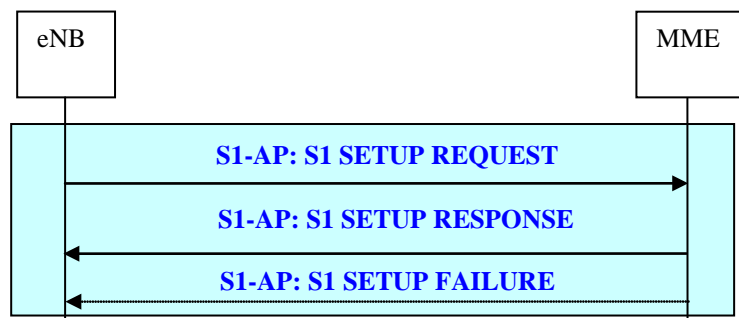 eNB
MME
S1-AP: S1 SETUP REQUEST
S1-AP: S1 SETUP RESPONSE
S1-AP: S1 SETUP FAILURE